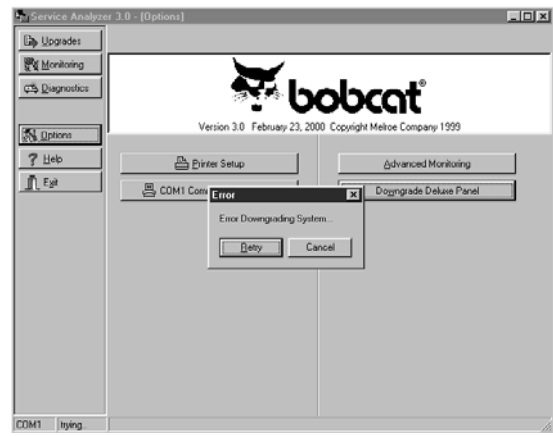 Service Analyzer 3.0 - [Options]
Upgrades
Monitoring
Diagnostics
Options
Help
Exit
bobcat®
Version 3.0 February 23, 2000 Copyright Melroe Company 1999
Printer Setup
Advanced Monitoring
COM1 Com
Downgrade Deluxe Panel
Error
Error Downgrading System...
Retry
Cancel
COM1 trying..